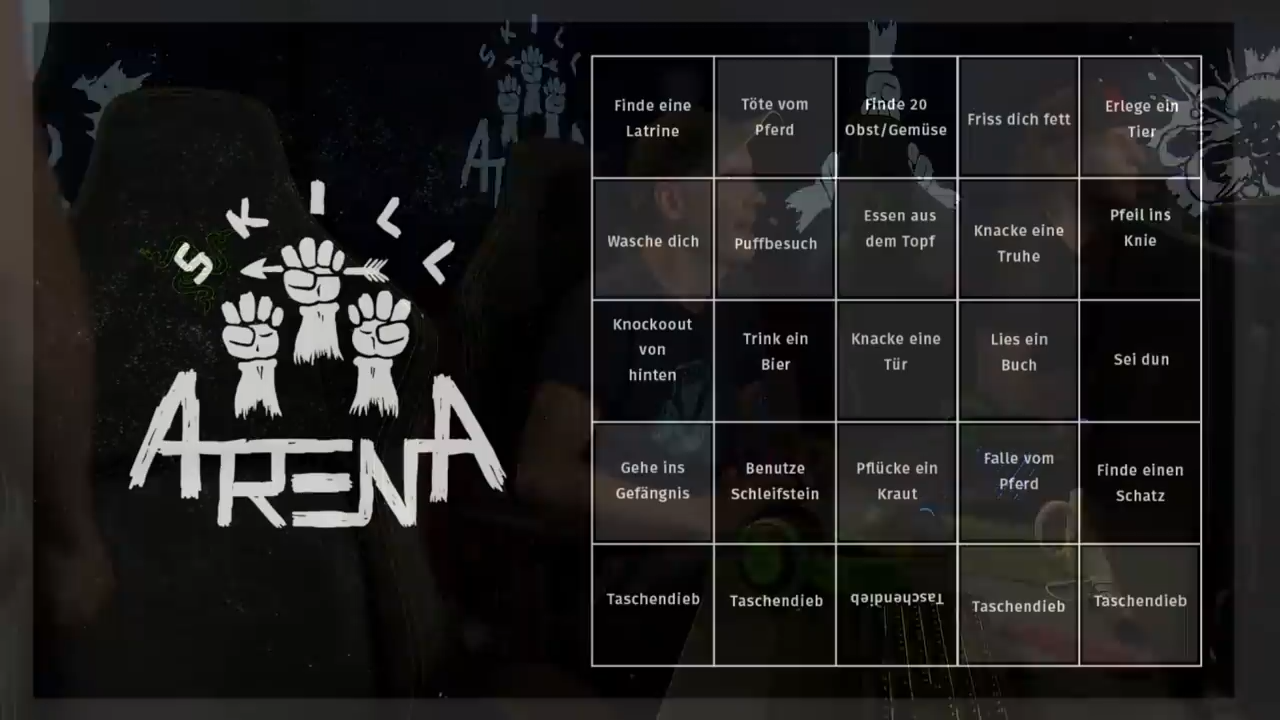 SKILL
ARENA
Finde eine
Latrine
Töte vom
Pferd
Finde 20
Obst/Gemüse
Friss dich fett
Erlege ein
Tier
Wasche dich
Puffbesuch
Essen aus
dem Topf
Knacke eine
Truhe
Pfeil ins
Knie
Knockoout
von
hinten
Trink ein
Bier
Knacke eine
Tür
Lies ein
Buch
Sei dun
Gehe ins
Gefängnis
Benutze
Schleifstein
Pflücke ein
Kraut
Falle vom
Pferd
Finde einen
Schatz
Taschendieb
Taschendieb
Taschendieb
Taschendieb
Taschendieb